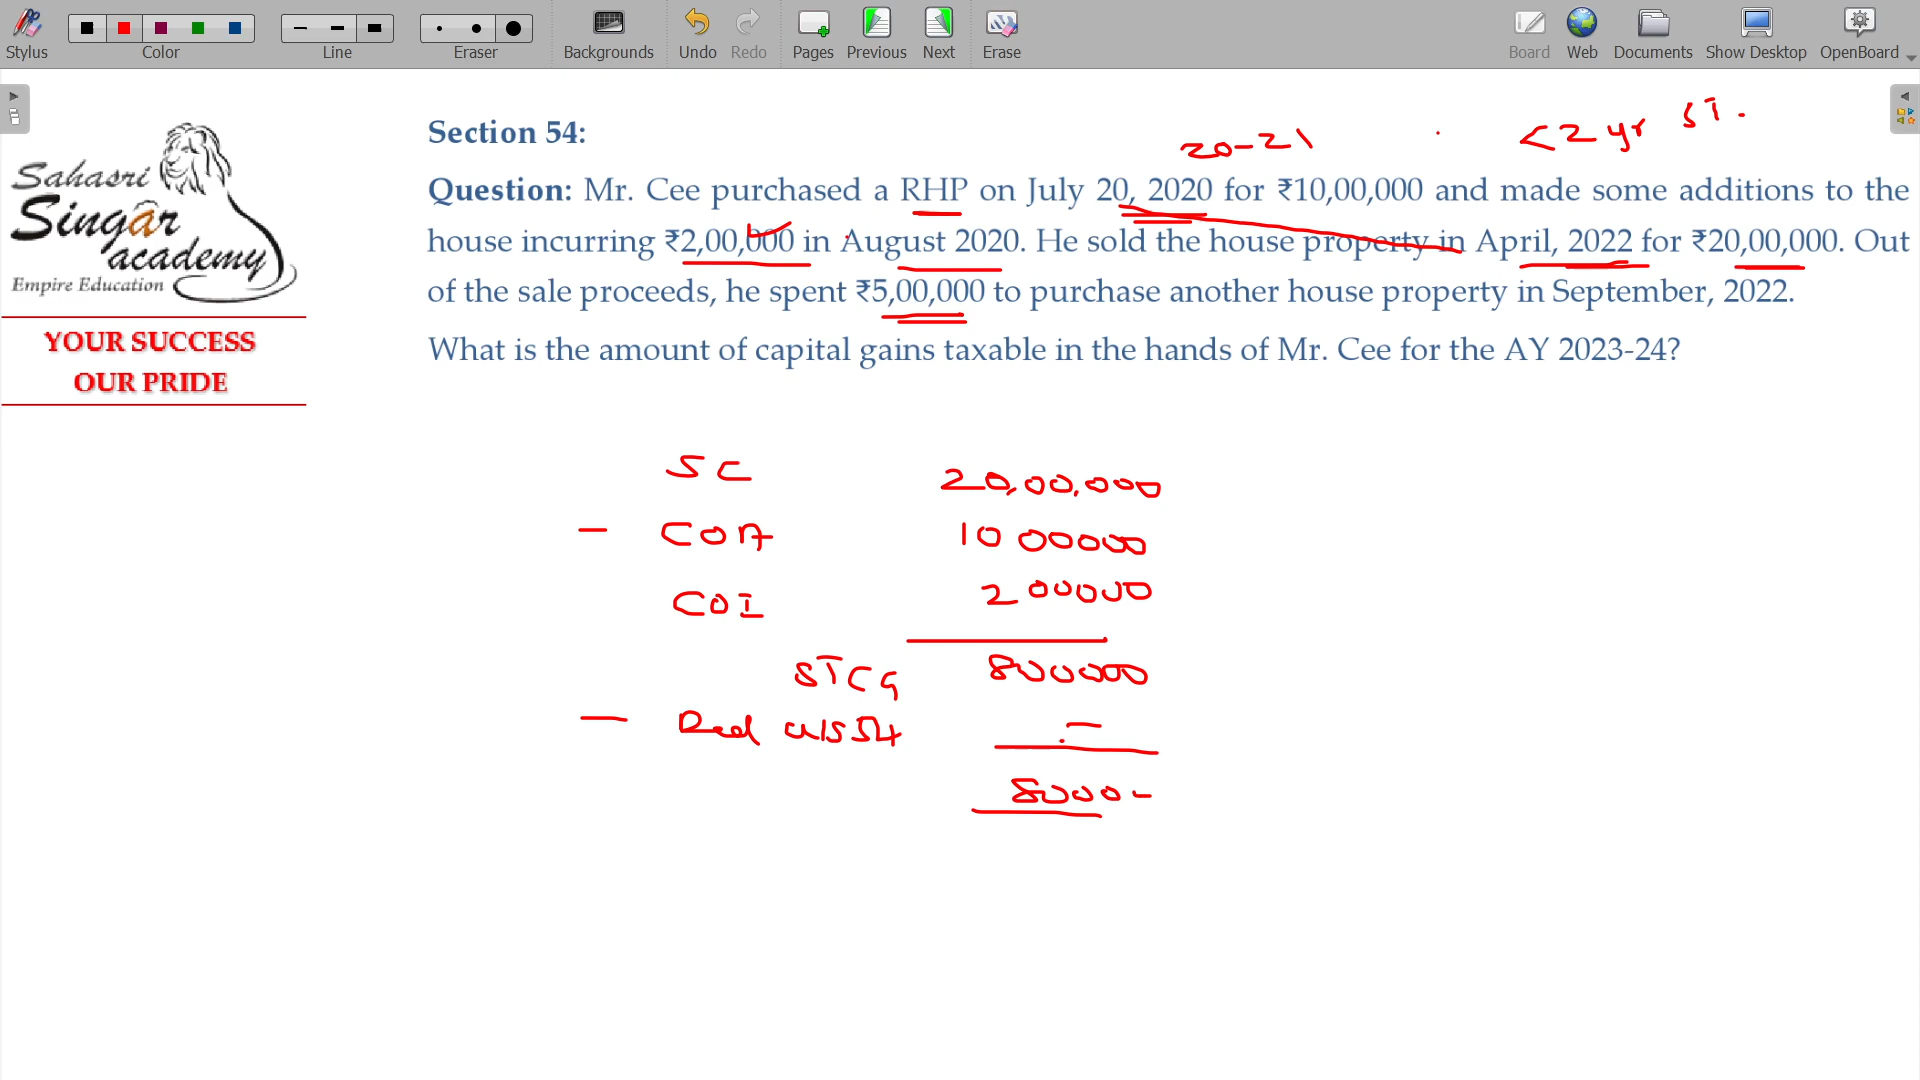 Stylus Color Line Eraser Backgrounds Undo Redo Pages Previous Next Erase Board Web Documents Show Desktop OpenBoard
Sahasri
Singar
academy
Empire Education
YOUR SUCCESS
OUR PRIDE
Section 54:
20-21
<2 yr ST.
Question: Mr. Cee purchased a RHP on July 20, 2020 for ₹10,00,000 and made some additions to the
house incurring ₹2,00,000 in August 2020. He sold the house property in April, 2022 for ₹20,00,000. Out
of the sale proceeds, he spent ₹5,00,000 to purchase another house property in September, 2022.
What is the amount of capital gains taxable in the hands of Mr. Cee for the AY 2023-24?
SC 20,00,000
- COA 1000000
COI 200000
STCG 800000
- Ded u/s 54 -
8000-